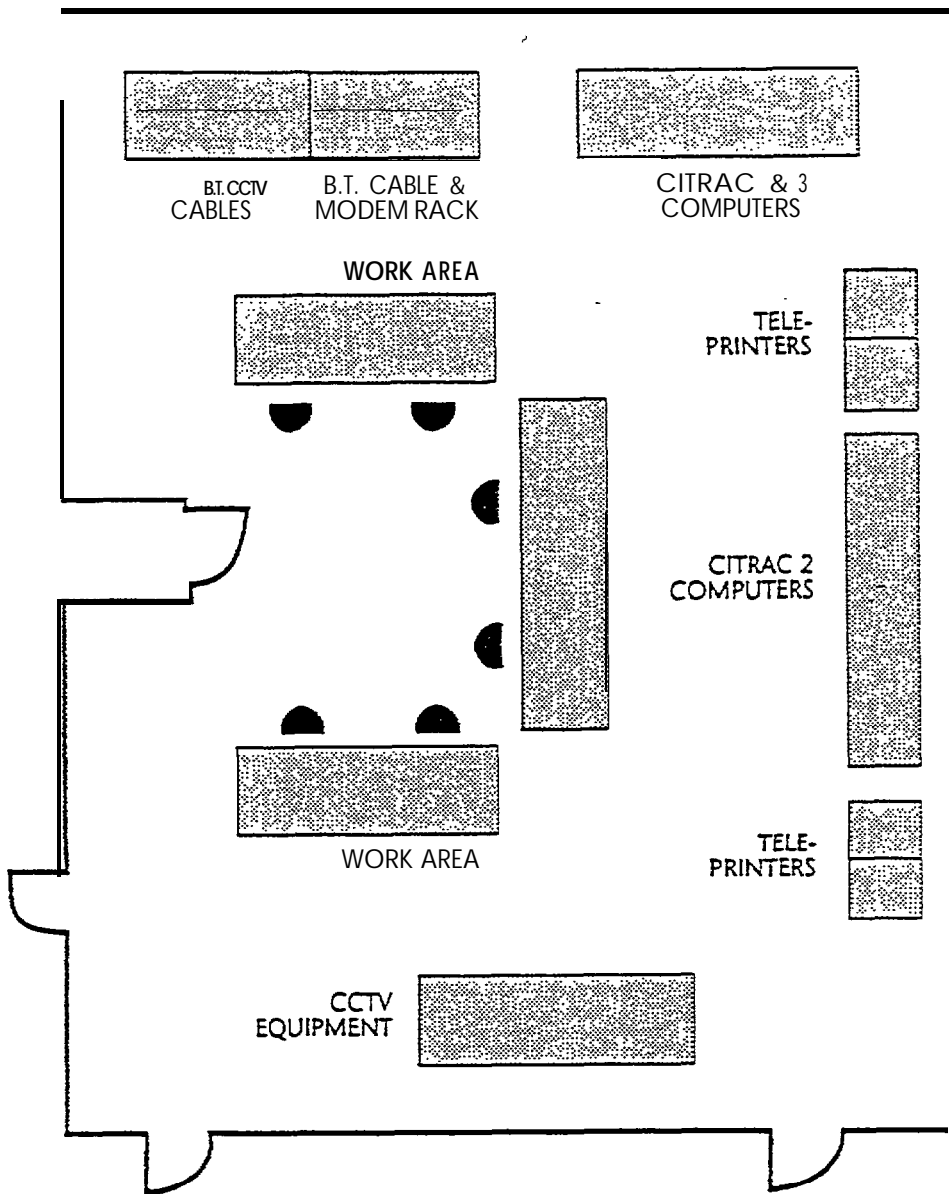 B.T. CCTV
CABLES
B.T. CABLE &
MODEM RACK
CITRAC & 3
COMPUTERS
WORK AREA
TELE-
PRINTERS
CITRAC 2
COMPUTERS
WORK AREA
TELE-
PRINTERS
CCTV
EQUIPMENT